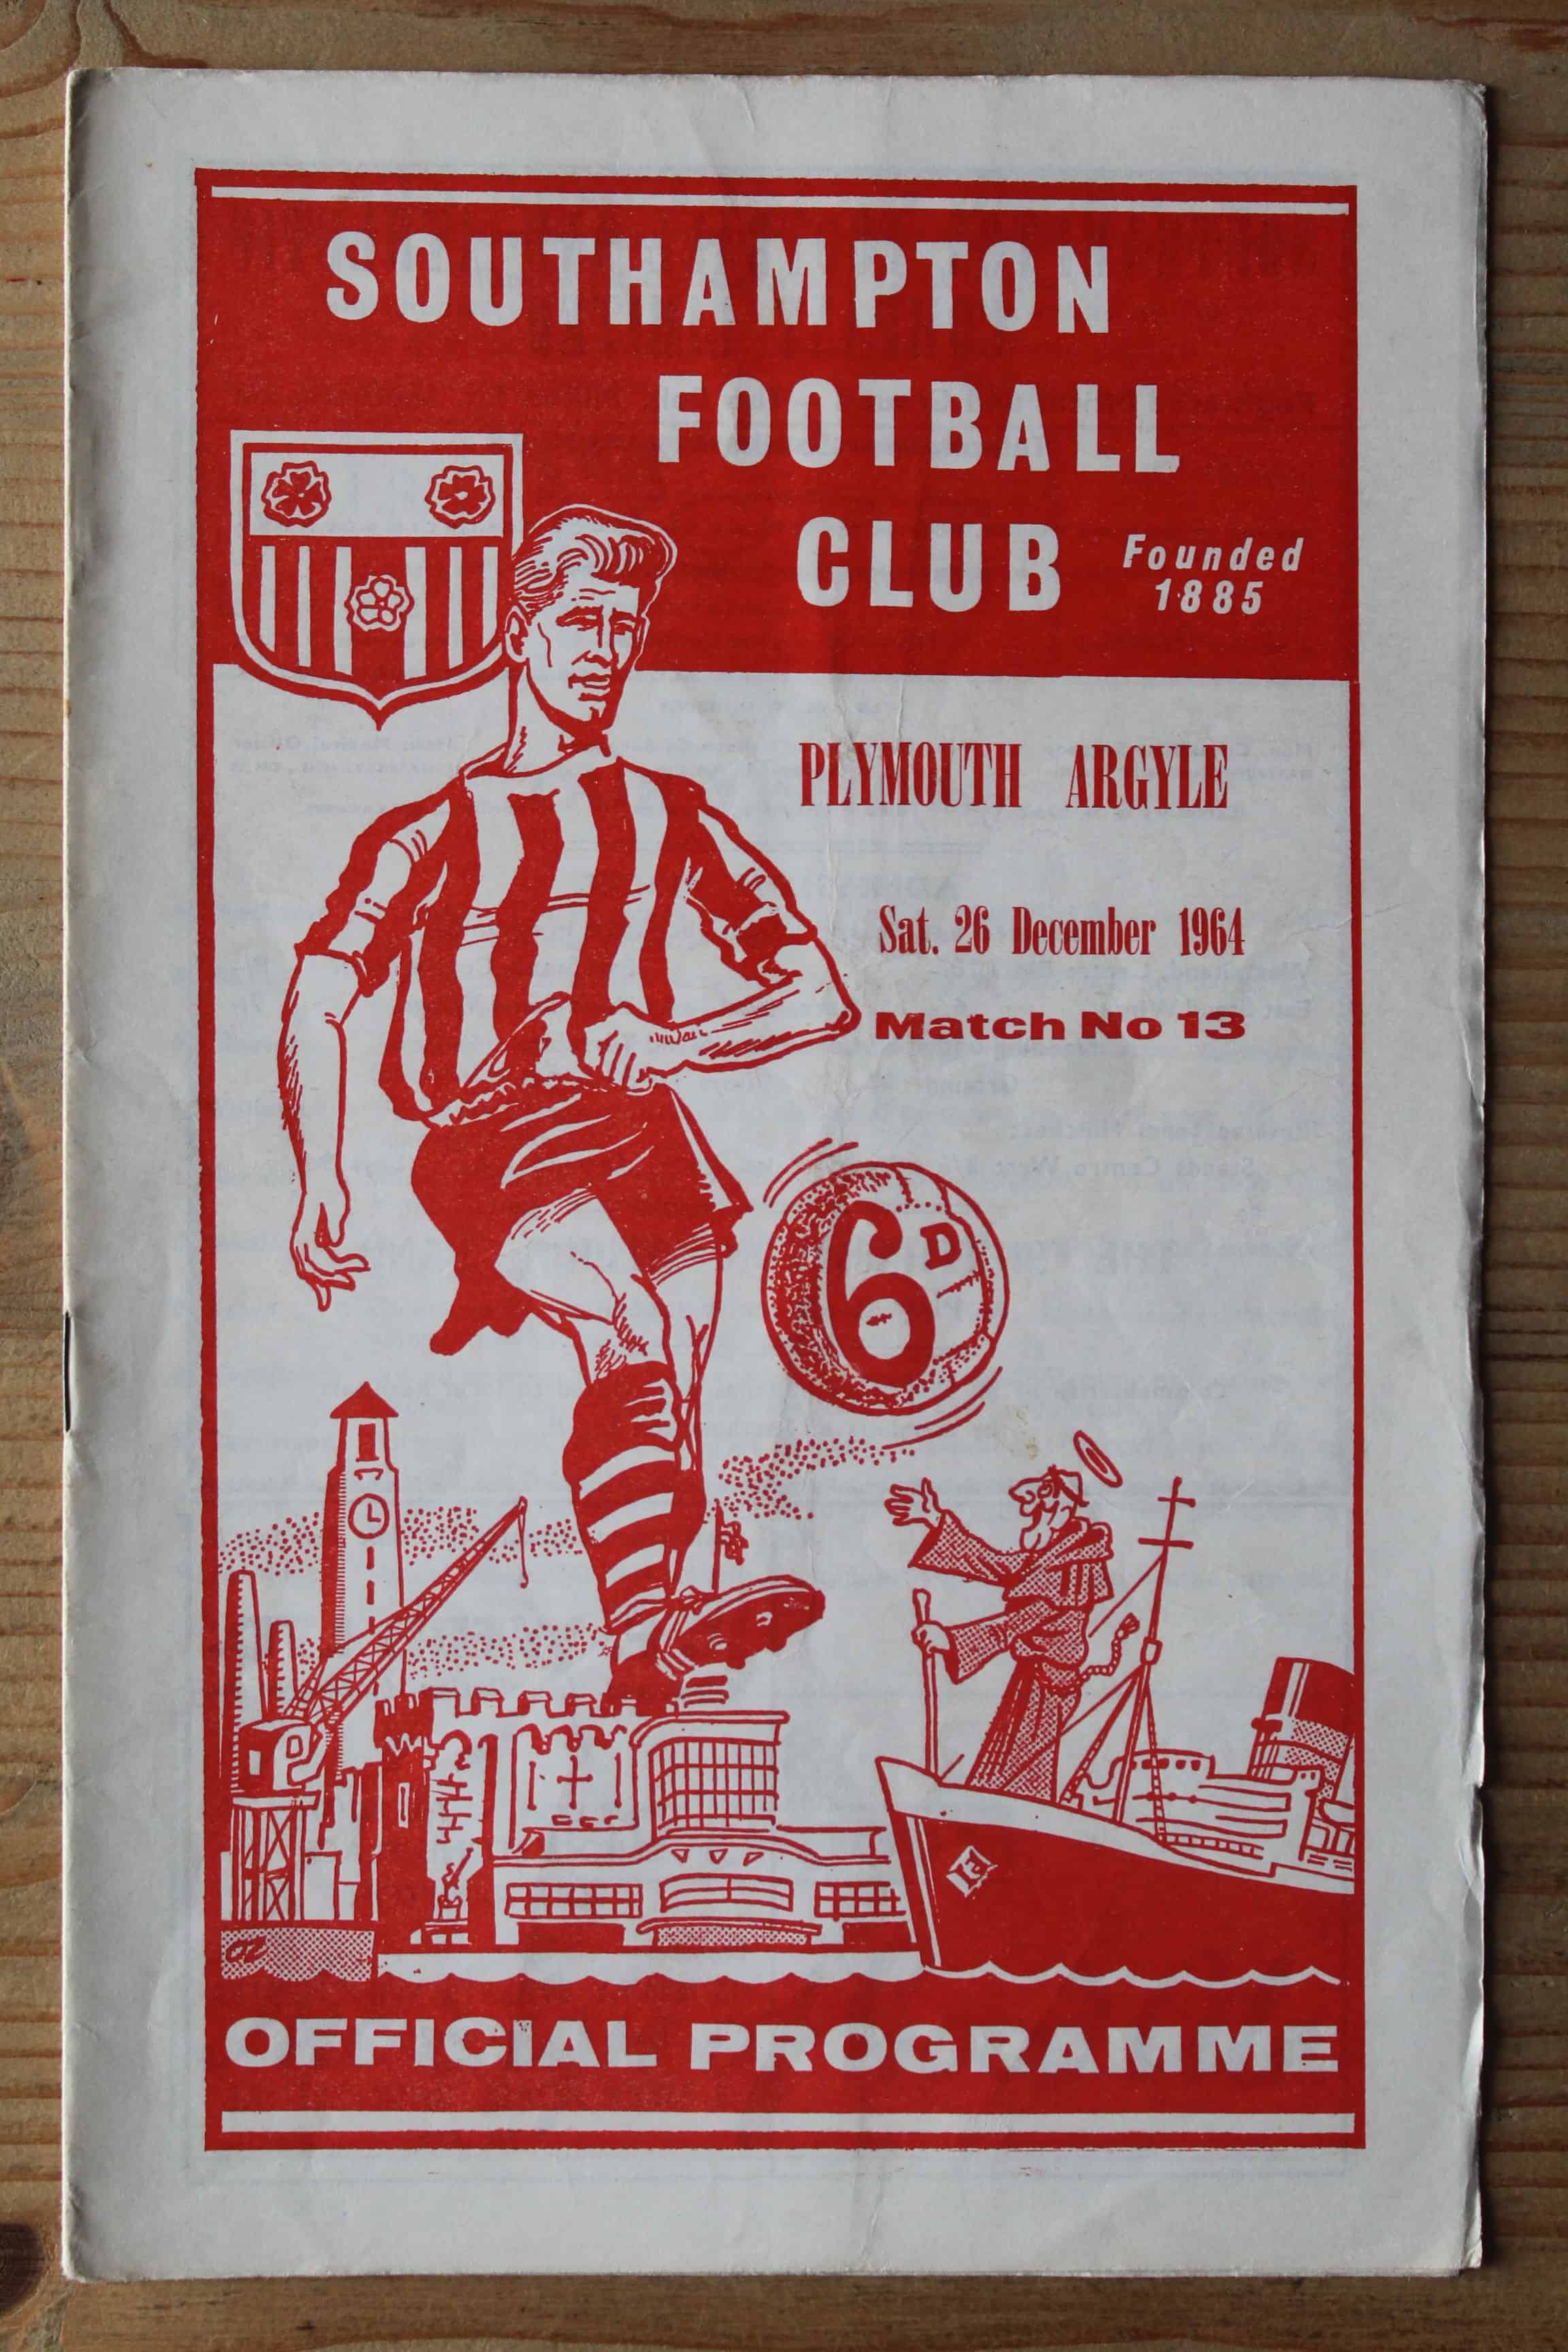 SOUTHAMPTON
FOOTBALL
CLUB
Founded
1885
PLYMOUTH ARGYLE
Sat. 26 December 1964
Match No 13
6D
OFFICIAL PROGRAMME